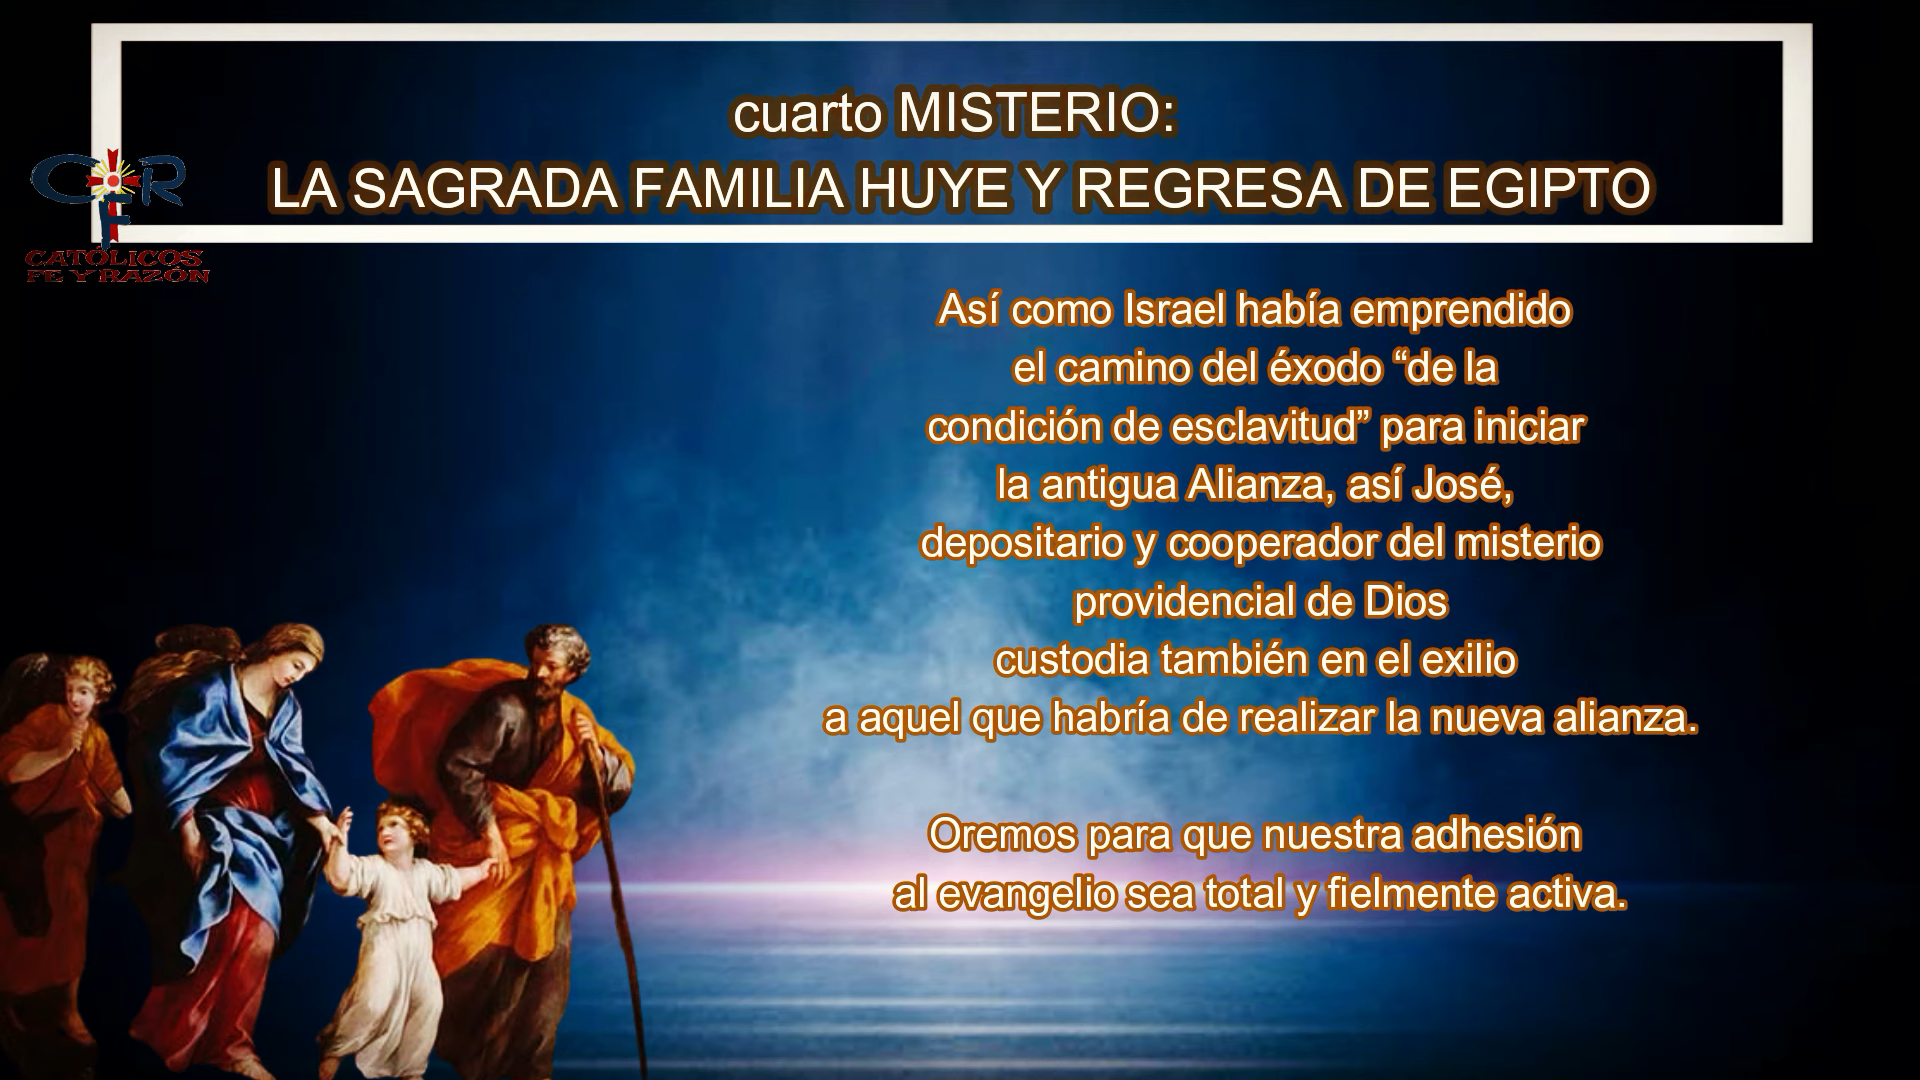 cuarto MISTERIO:
LA SAGRADA FAMILIA HUYE Y REGRESA DE EGIPTO
CFR
CATÓLICOS
FE Y RAZÓN
Así como Israel había emprendido
el camino del éxodo “de la
condición de esclavitud” para iniciar
la antigua Alianza, así José,
depositario y cooperador del misterio
providencial de Dios
custodia también en el exilio
a aquel que habría de realizar la nueva alianza.
Oremos para que nuestra adhesión
al evangelio sea total y fielmente activa.